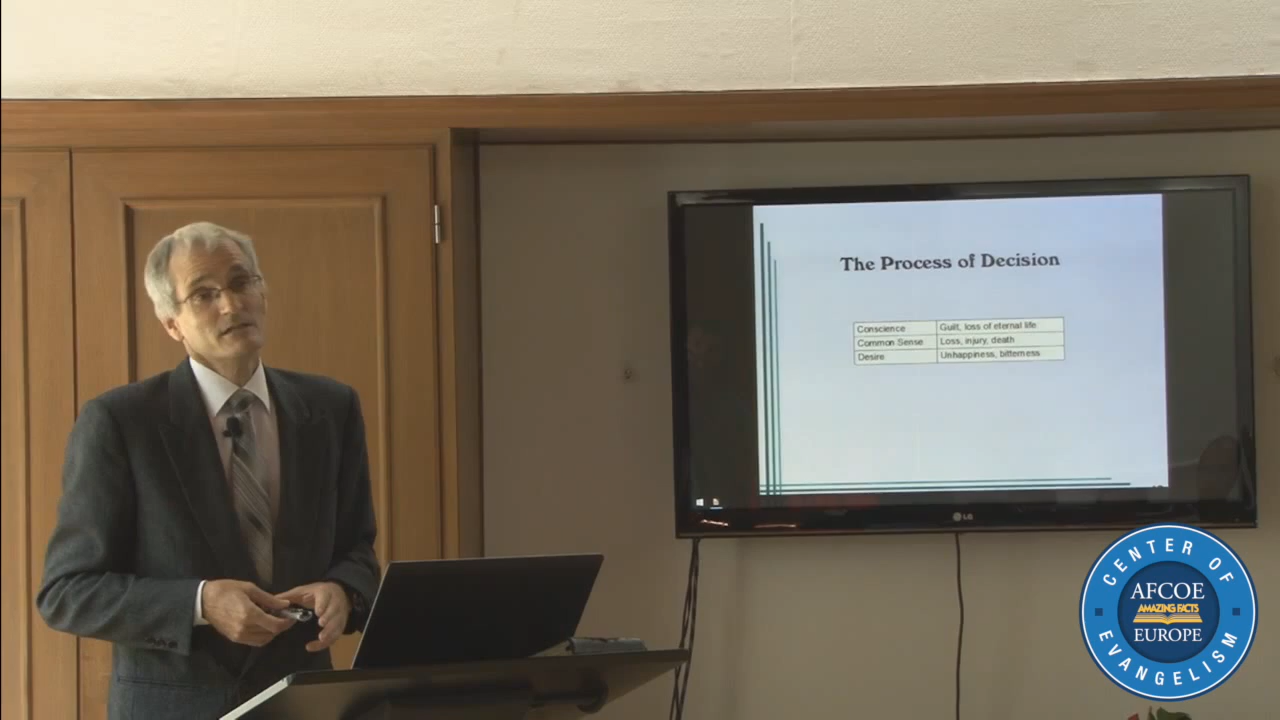 The Process of Decision
Conscience Guilt, loss of eternal life
Common Sense Loss, injury, death
Desire Unhappiness, bitterness
LG
CENTER OF
AFCOE
AMAZING FACTS
EUROPE
EVANGELISM